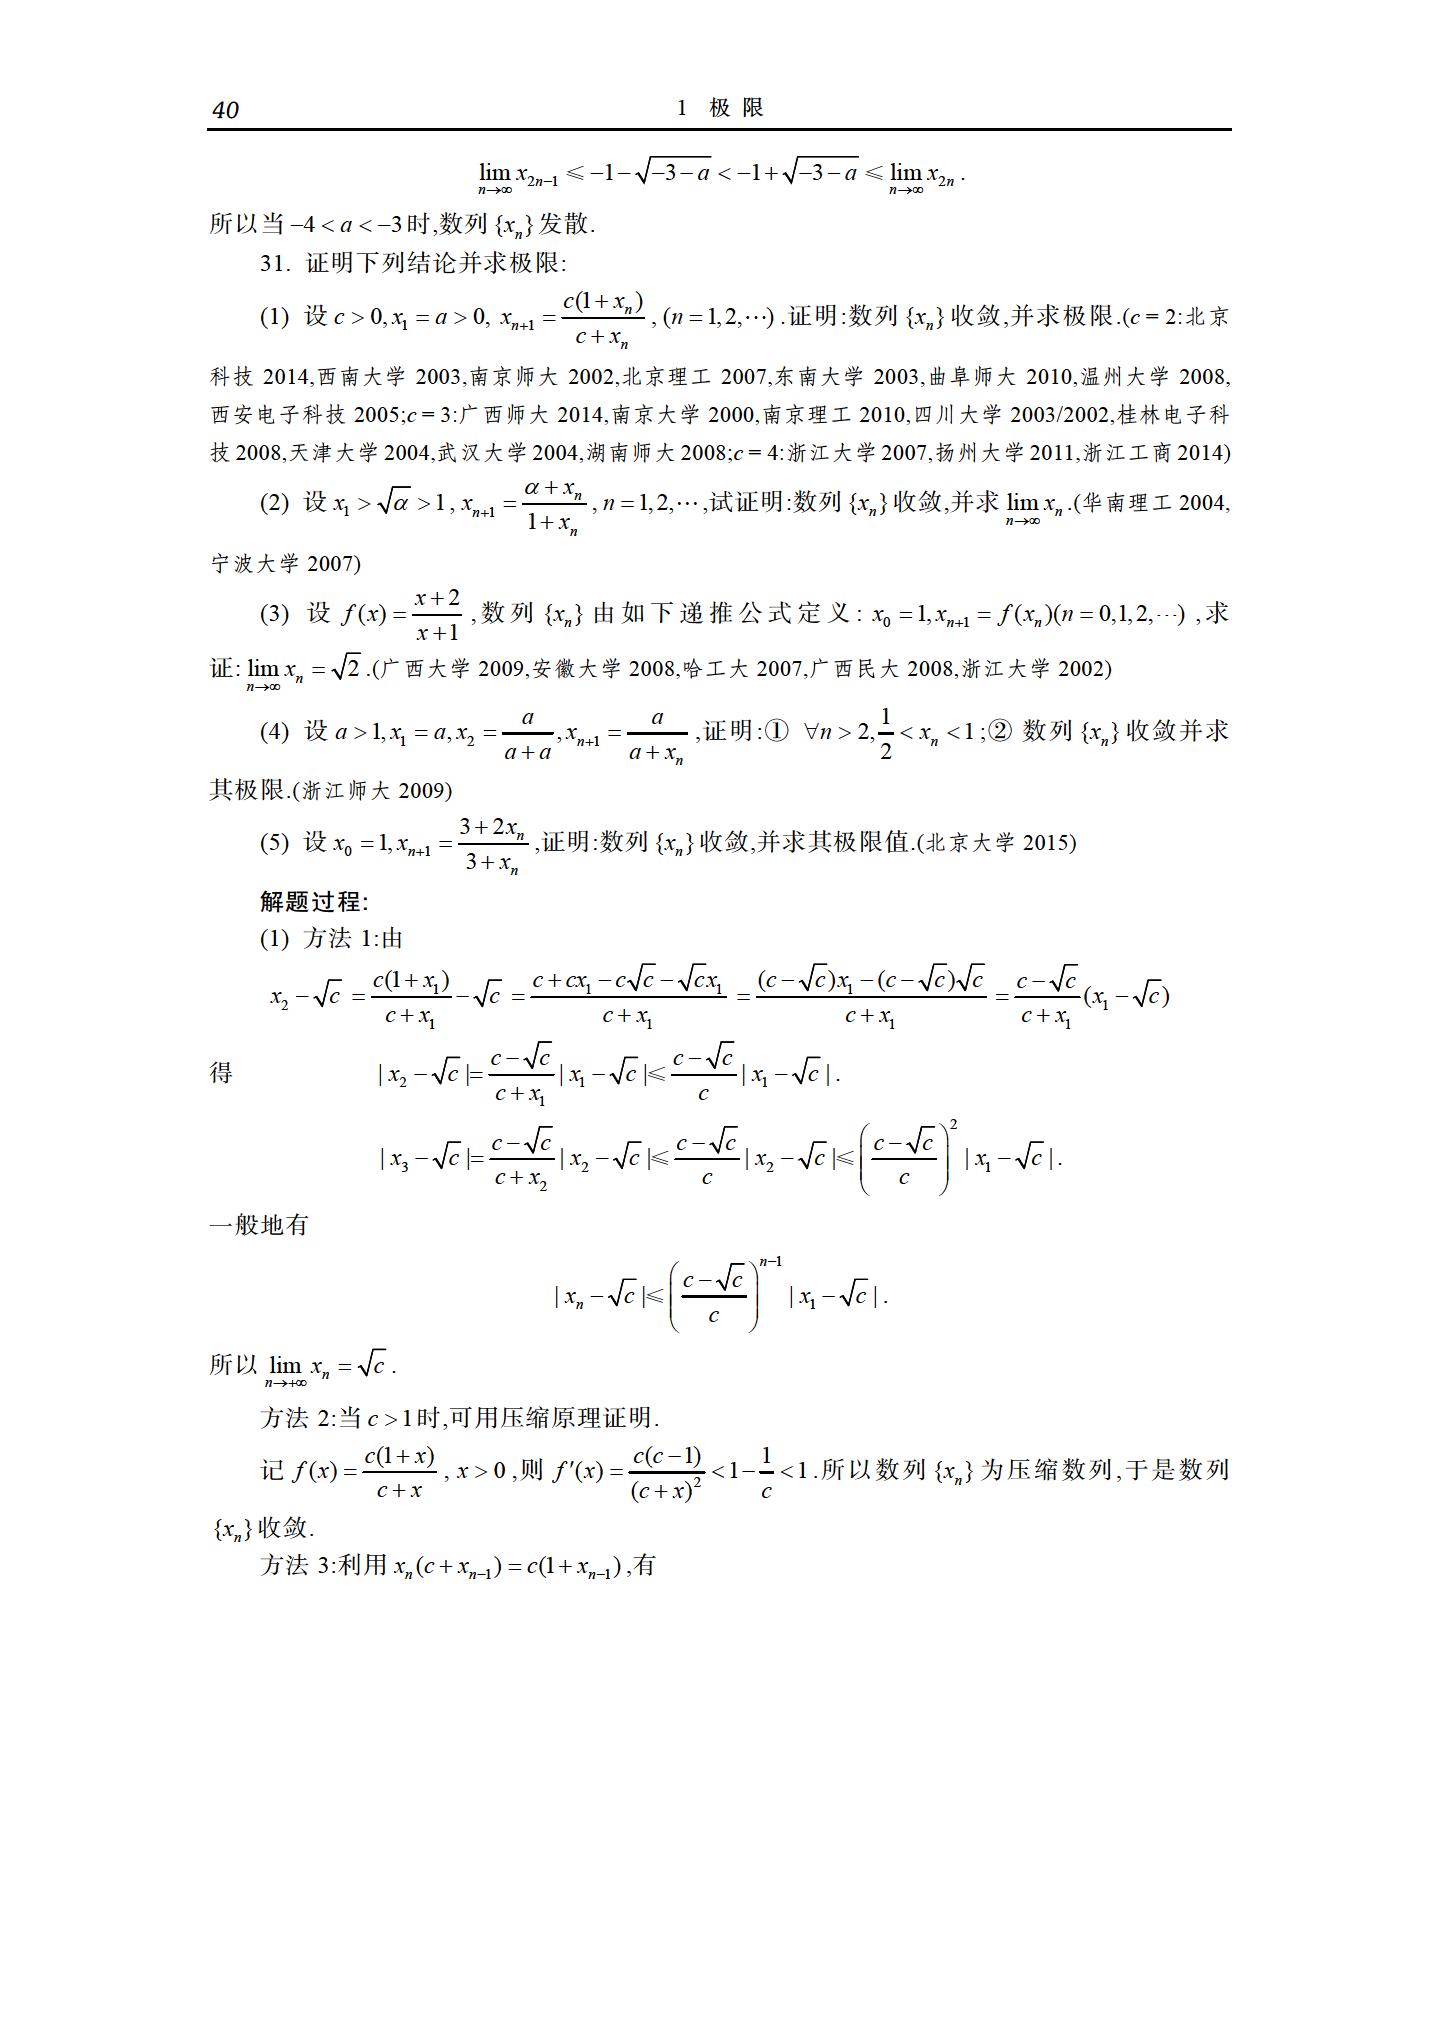 40 1 极 限
$\lim_{n\to\infty} x_{2n-1} \leqslant -1-\sqrt{-3-a} < -1+\sqrt{-3-a} \leqslant \lim_{n\to\infty} x_{2n}$ .
所以当 $-4<a<-3$ 时,数列 $\{x_n\}$ 发散.
31. 证明下列结论并求极限:
(1) 设 $c>0, x_1=a>0, x_{n+1}=\frac{c(1+x_n)}{c+x_n}, (n=1,2,\cdots)$ .证明:数列 $\{x_n\}$ 收敛,并求极限.(c = 2:北京
科技 2014,西南大学 2003,南京师大 2002,北京理工 2007,东南大学 2003,曲阜师大 2010,温州大学 2008,
西安电子科技 2005;c = 3:广西师大 2014,南京大学 2000,南京理工 2010,四川大学 2003/2002,桂林电子科
技 2008,天津大学 2004,武汉大学 2004,湖南师大 2008;c = 4:浙江大学 2007,扬州大学 2011,浙江工商 2014)
(2) 设 $x_1>\sqrt{\alpha}>1, x_{n+1}=\frac{\alpha+x_n}{1+x_n}, n=1,2,\cdots$ ,试证明:数列 $\{x_n\}$ 收敛,并求 $\lim_{n\to\infty} x_n$ .(华南理工 2004,
宁波大学 2007)
(3) 设 $f(x)=\frac{x+2}{x+1}$ ,数列 $\{x_n\}$ 由如下递推公式定义: $x_0=1, x_{n+1}=f(x_n)(n=0,1,2,\cdots)$ ,求
证: $\lim_{n\to\infty} x_n=\sqrt{2}$ .(广西大学 2009,安徽大学 2008,哈工大 2007,广西民大 2008,浙江大学 2002)
(4) 设 $a>1, x_1=a, x_2=\frac{a}{a+a}, x_{n+1}=\frac{a}{a+x_n}$ ,证明:① $\forall n>2, \frac{1}{2}<x_n<1$ ;② 数列 $\{x_n\}$ 收敛并求
其极限.(浙江师大 2009)
(5) 设 $x_0=1, x_{n+1}=\frac{3+2x_n}{3+x_n}$ ,证明:数列 $\{x_n\}$ 收敛,并求其极限值.(北京大学 2015)
解题过程:
(1) 方法 1:由
$x_2-\sqrt{c}=\frac{c(1+x_1)}{c+x_1}-\sqrt{c}=\frac{c+cx_1-c\sqrt{c}-\sqrt{c}x_1}{c+x_1}=\frac{(c-\sqrt{c})x_1-(c-\sqrt{c})\sqrt{c}}{c+x_1}=\frac{c-\sqrt{c}}{c+x_1}(x_1-\sqrt{c})$
得 $|x_2-\sqrt{c}|=\frac{c-\sqrt{c}}{c+x_1}|x_1-\sqrt{c}|\leqslant\frac{c-\sqrt{c}}{c}|x_1-\sqrt{c}|$ .
$|x_3-\sqrt{c}|=\frac{c-\sqrt{c}}{c+x_2}|x_2-\sqrt{c}|\leqslant\frac{c-\sqrt{c}}{c}|x_2-\sqrt{c}|\leqslant\left(\frac{c-\sqrt{c}}{c}\right)^2|x_1-\sqrt{c}|$ .
一般地有
$|x_n-\sqrt{c}|\leqslant\left(\frac{c-\sqrt{c}}{c}\right)^{n-1}|x_1-\sqrt{c}|$ .
所以 $\lim_{n\to+\infty} x_n=\sqrt{c}$ .
方法 2:当 $c>1$ 时,可用压缩原理证明.
记 $f(x)=\frac{c(1+x)}{c+x}, x>0$ ,则 $f'(x)=\frac{c(c-1)}{(c+x)^2}<1-\frac{1}{c}<1$ .所以数列 $\{x_n\}$ 为压缩数列,于是数列
$\{x_n\}$ 收敛.
方法 3:利用 $x_n(c+x_{n-1})=c(1+x_{n-1})$ ,有